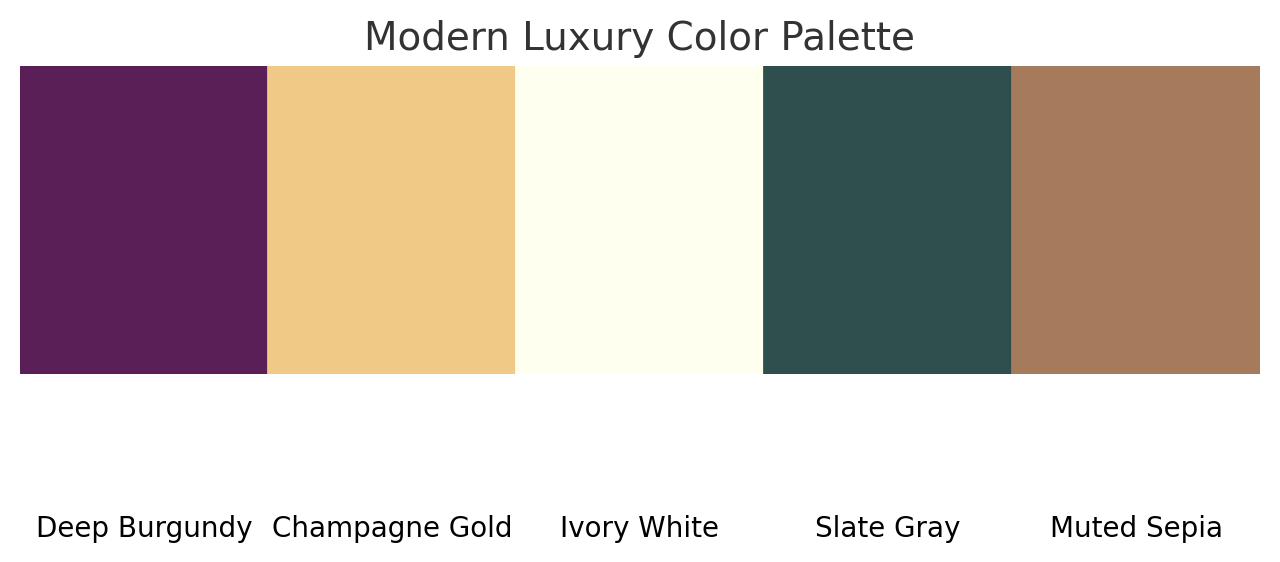 Modern Luxury Color Palette
Deep Burgundy
Champagne Gold
Ivory White
Slate Gray
Muted Sepia